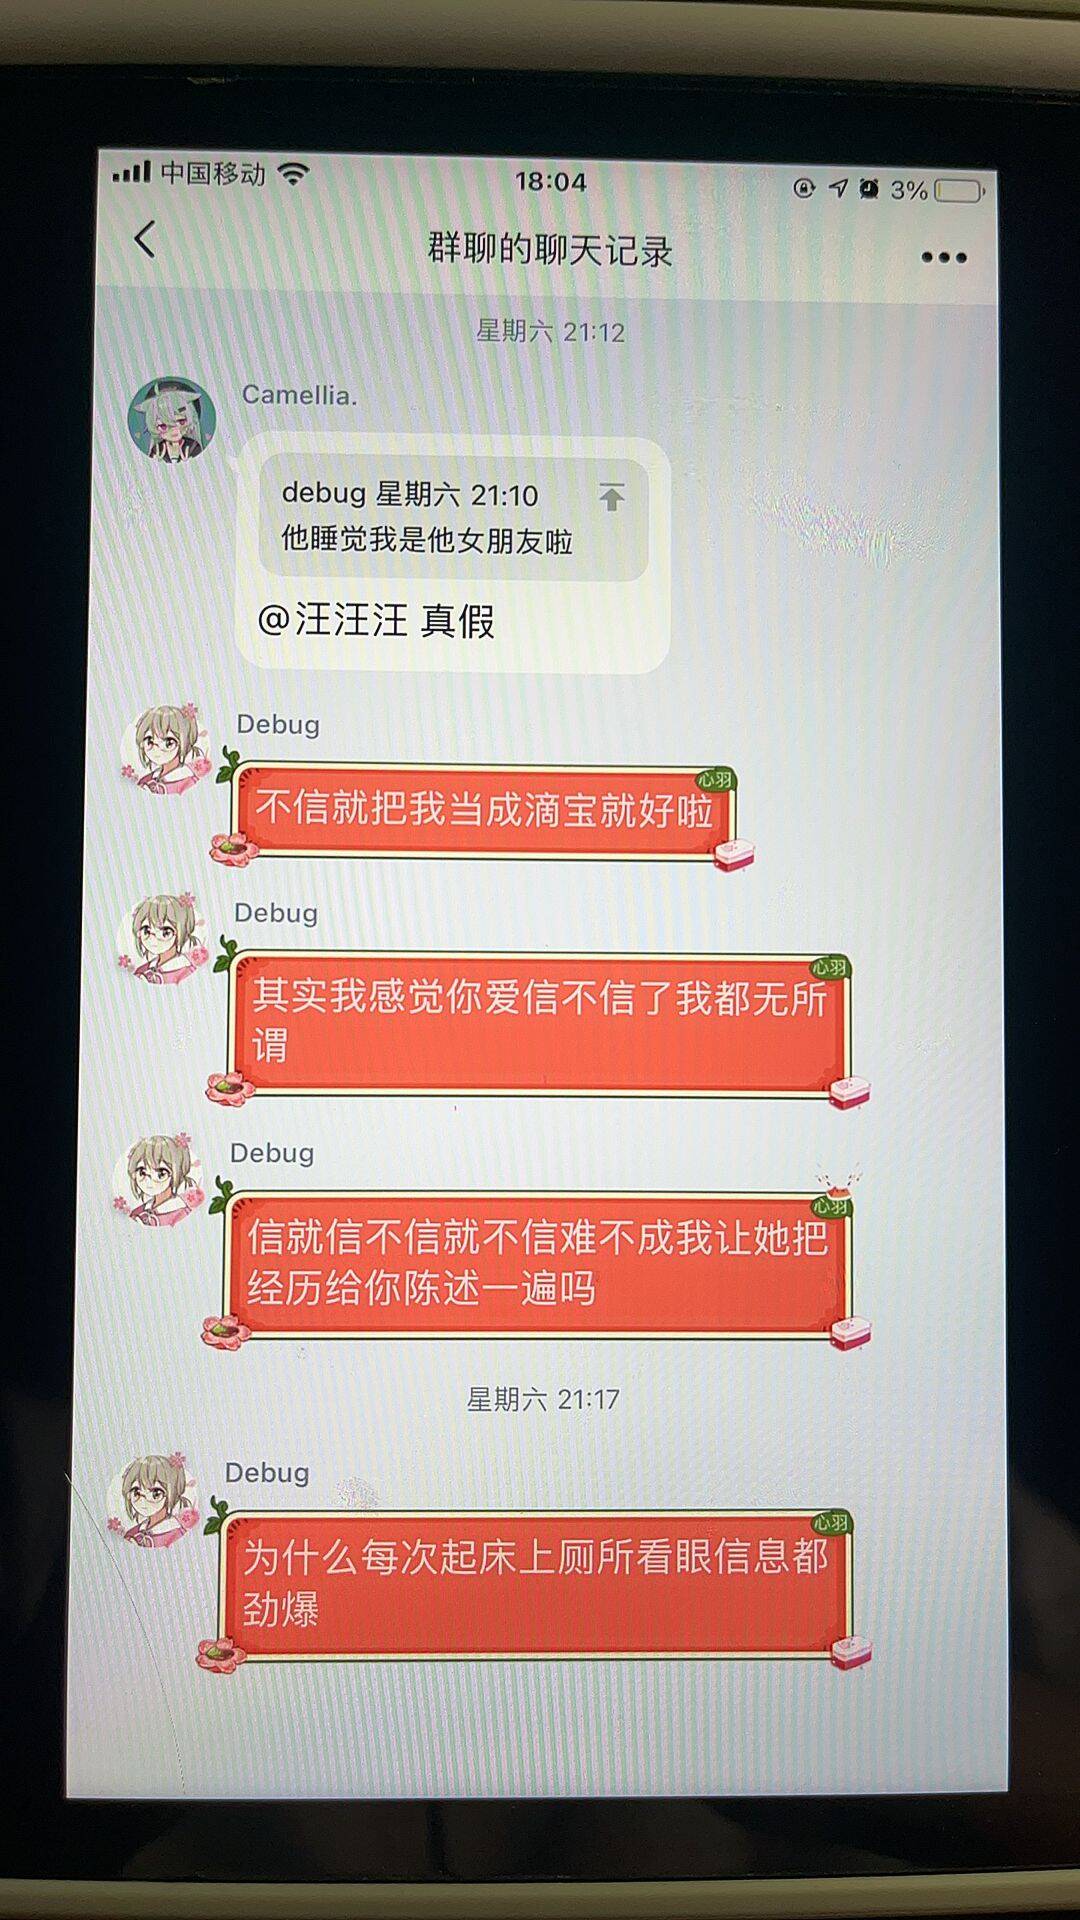 中国移动
18:04
3%
群聊的聊天记录
星期六 21:12
Camellia.
debug 星期六 21:10
他睡觉我是他女朋友啦
@汪汪汪 真假
Debug
心羽
不信就把我当成滴宝就好啦
Debug
心羽
其实我感觉你爱信不信了我都无所
谓
Debug
心羽
信就信不信就不信难不成我让她把
经历给你陈述一遍吗
星期六 21:17
Debug
心羽
为什么每次起床上厕所看眼信息都
劲爆